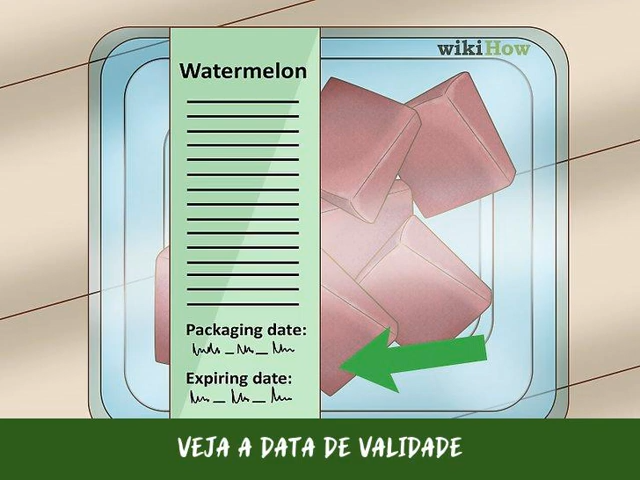 wikiHow
Watermelon
Packaging date:
Expiring date:
VEJA A DATA DE VALIDADE